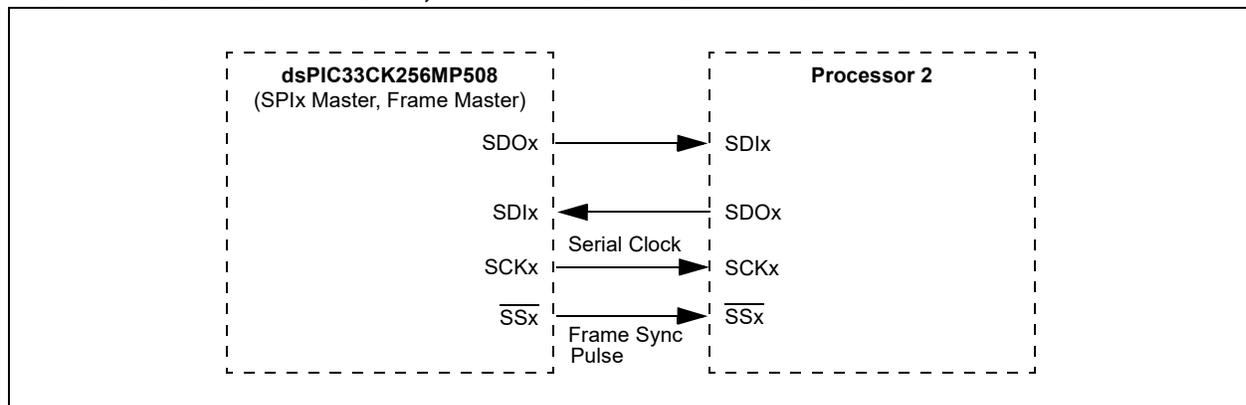 dsPIC33CK256MP508
(SPIx Master, Frame Master)
Processor 2
SDOx
SDIx
SDIx
SDOx
Serial Clock
SCKx
SCKx
SSx
SSx
Frame Sync
Pulse